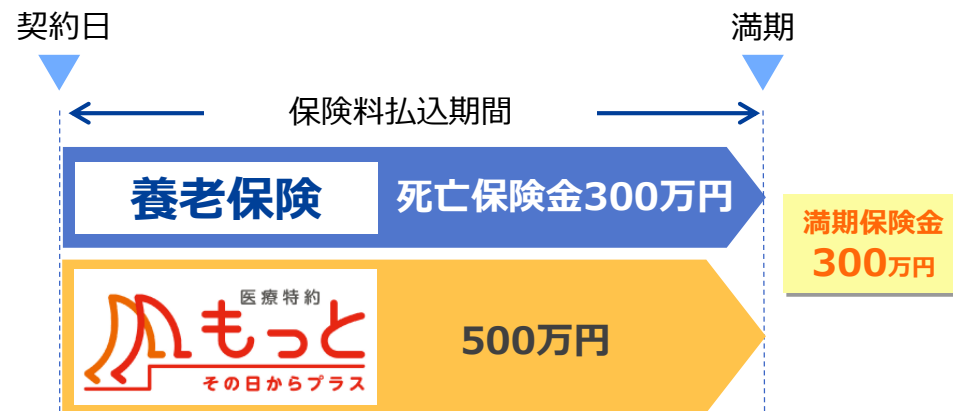 契約日
満期
保険料払込期間
養老保険
死亡保険金300万円
満期保険金
300万円
医療特約
もっと
その日からプラス
500万円